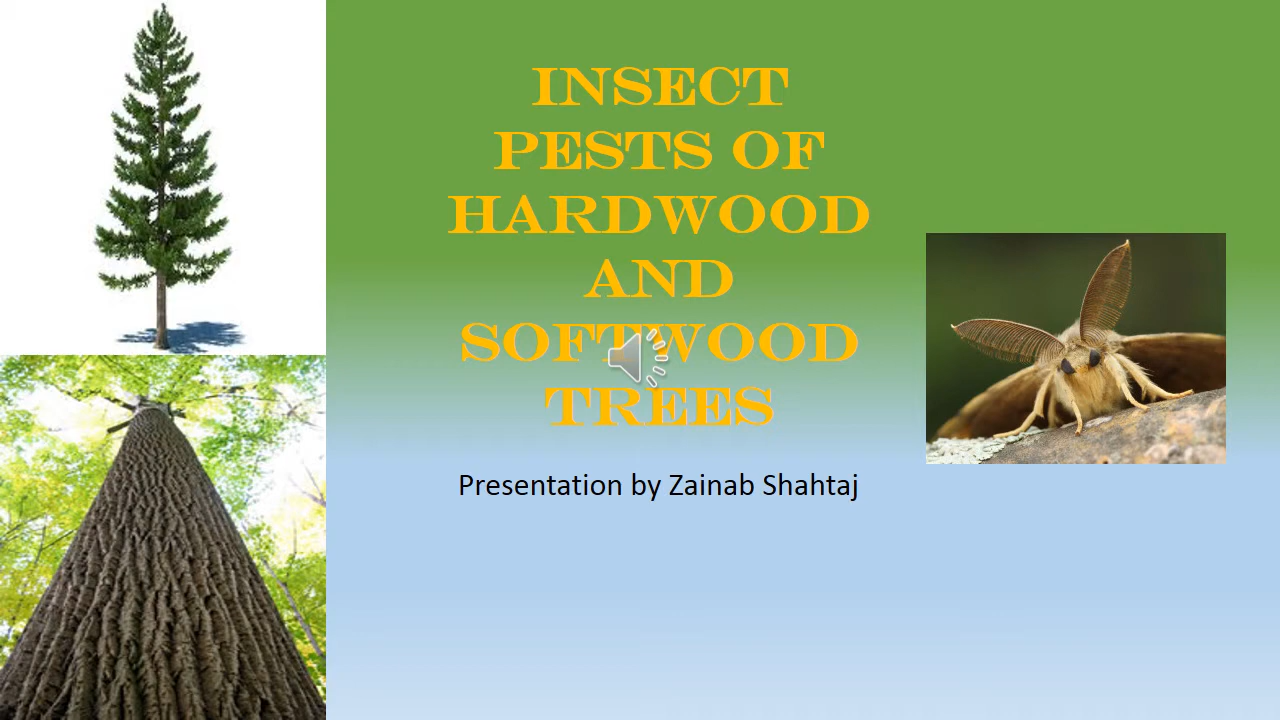 INSECT
PESTS OF
HARDWOOD
AND
SOFTWOOD
TREES
Presentation by Zainab Shahtaj